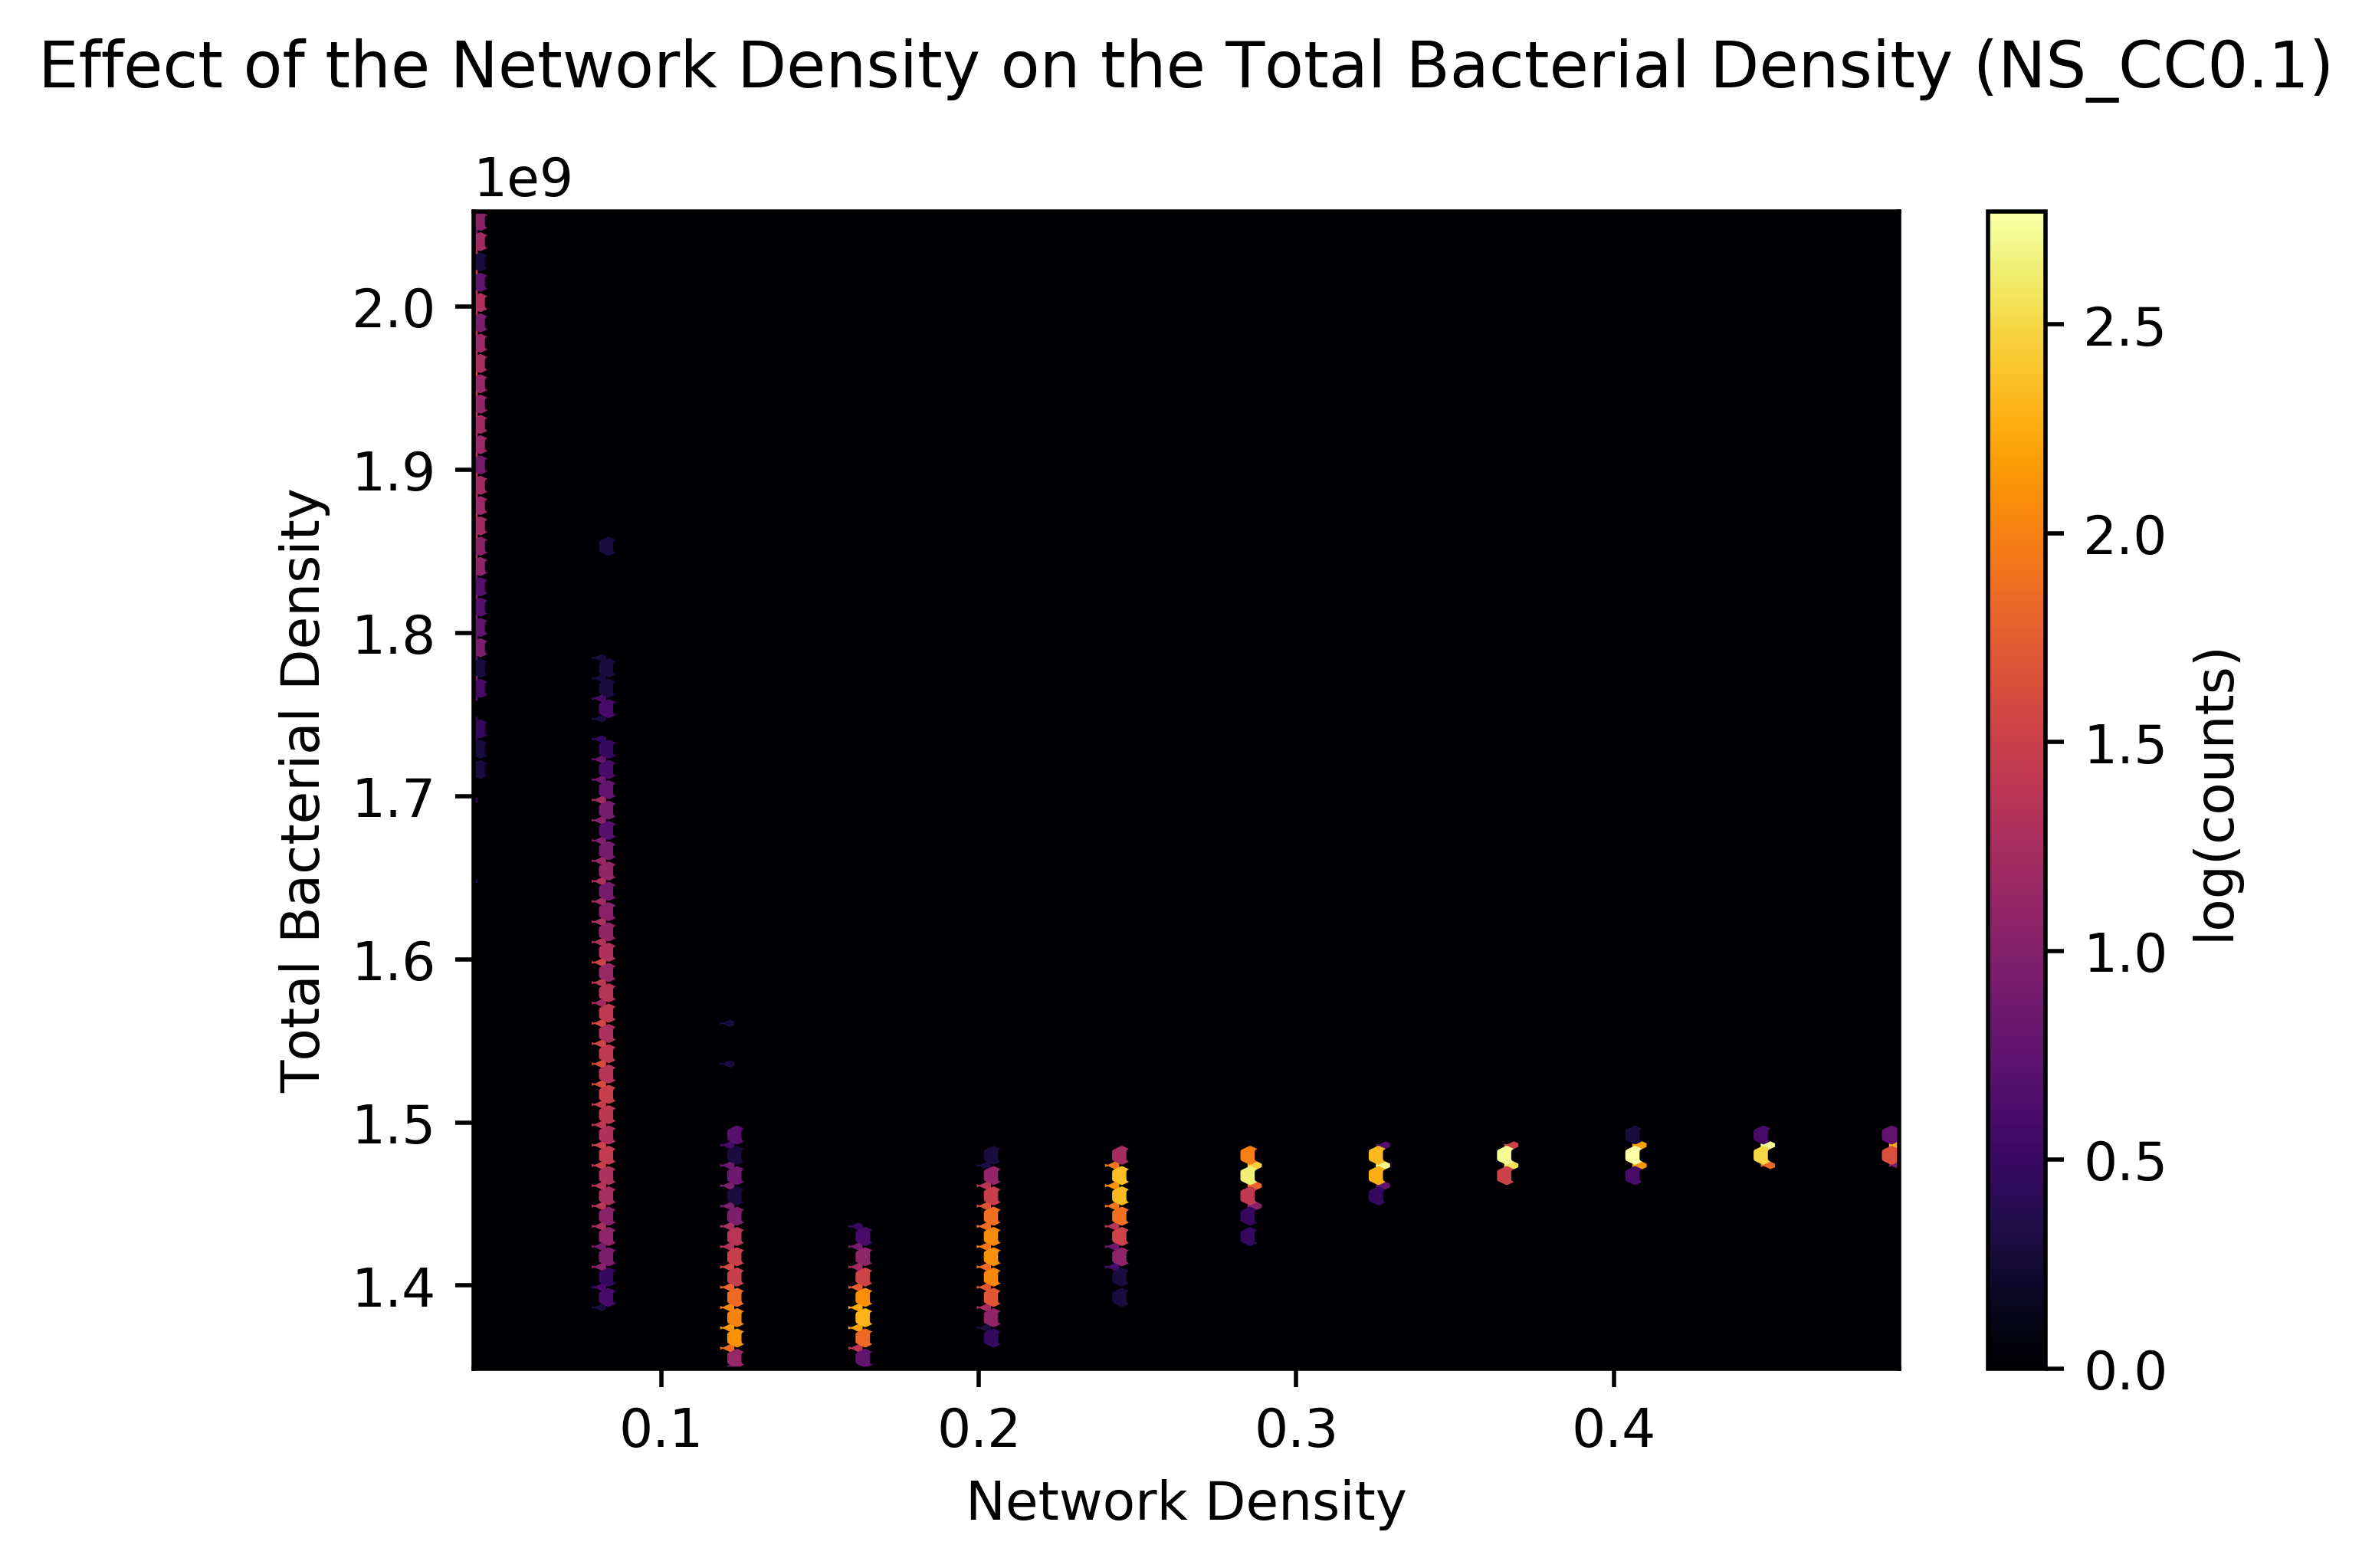 Effect of the Network Density on the Total Bacterial Density (NS_CC0.1)
1e9
2.0
1.9
1.8
1.7
1.6
1.5
1.4
Total Bacterial Density
0.1 0.2 0.3 0.4
Network Density
2.5
2.0
1.5
1.0
0.5
0.0
log(counts)